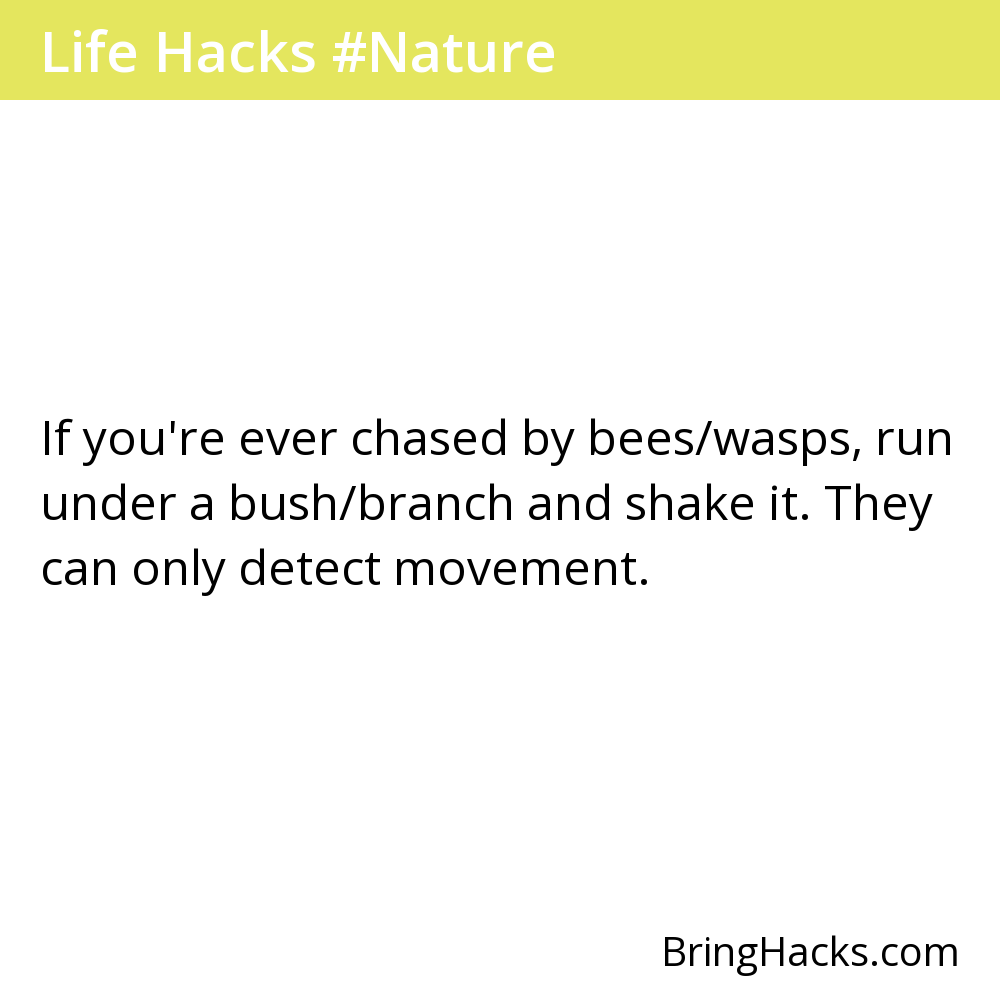 Life Hacks #Nature
If you're ever chased by bees/wasps, run
under a bush/branch and shake it. They
can only detect movement.
BringHacks.com